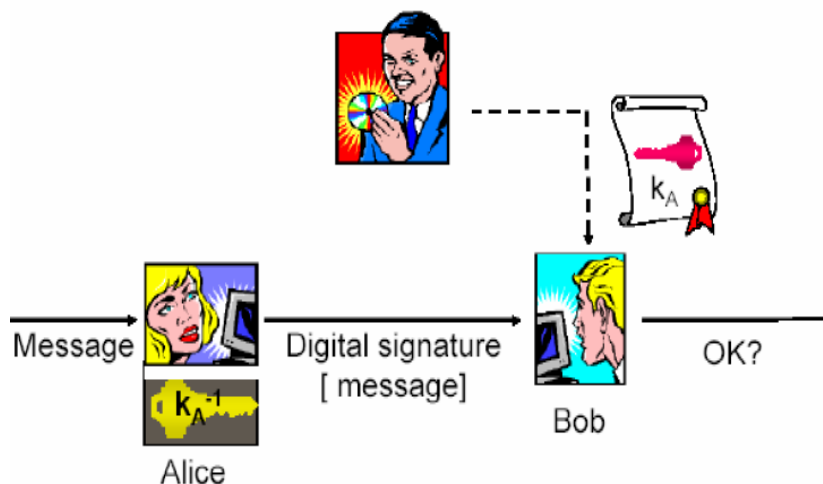 k_A
Message
Digital signature
[ message]
OK?
k_A^-1
Bob
Alice